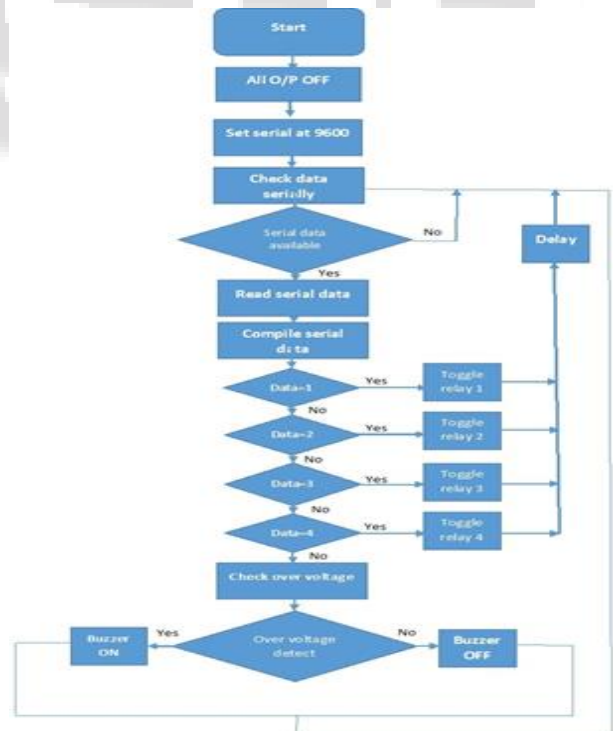 Start
All O/P OFF
Set serial at 9600
Check data
serially
Serial data
available
No
Delay
Yes
Read serial data
Compile serial
data
Data=1
Yes
Toggle
relay 1
No
Data=2
Yes
Toggle
relay 2
No
Data=3
Yes
Toggle
relay 3
No
Data=4
Yes
Toggle
relay 4
No
Check over voltage
Over voltage
detect
Yes
Buzzer
ON
No
Buzzer
OFF